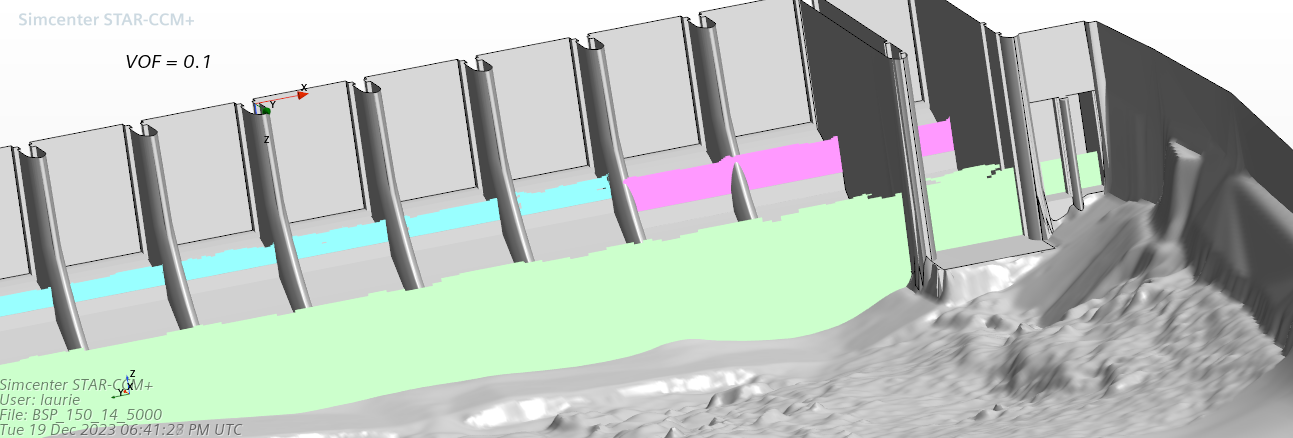 Simcenter STAR-CCM+
VOF = 0.1
X
Y
Z
Z
Y X
Simcenter STAR-CCM+
User: laurie
File: BSP_150_14_5000
Tue 19 Dec 2023 06:41:23 PM UTC